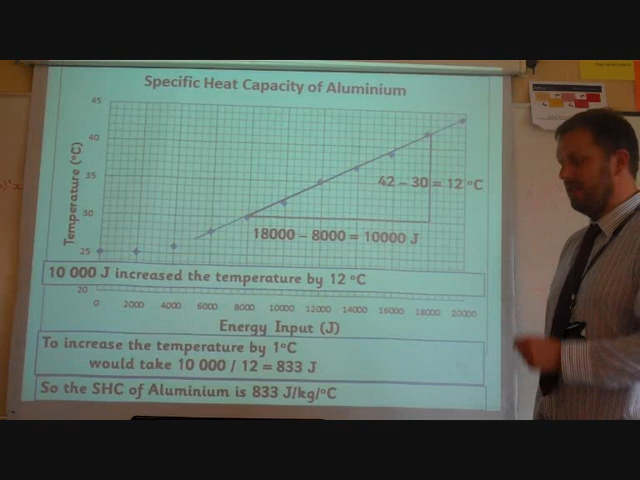 Specific Heat Capacity of Aluminium
45
40
35
30
25
20
Temperature (°C)
42 – 30 = 12 °C
18000 – 8000 = 10000 J
10 000 J increased the temperature by 12 °C
0 2000 4000 6000 8000 10000 12000 14000 16000 18000 20000
Energy Input (J)
To increase the temperature by 1°C
would take 10 000 / 12 = 833 J
So the SHC of Aluminium is 833 J/kg/°C